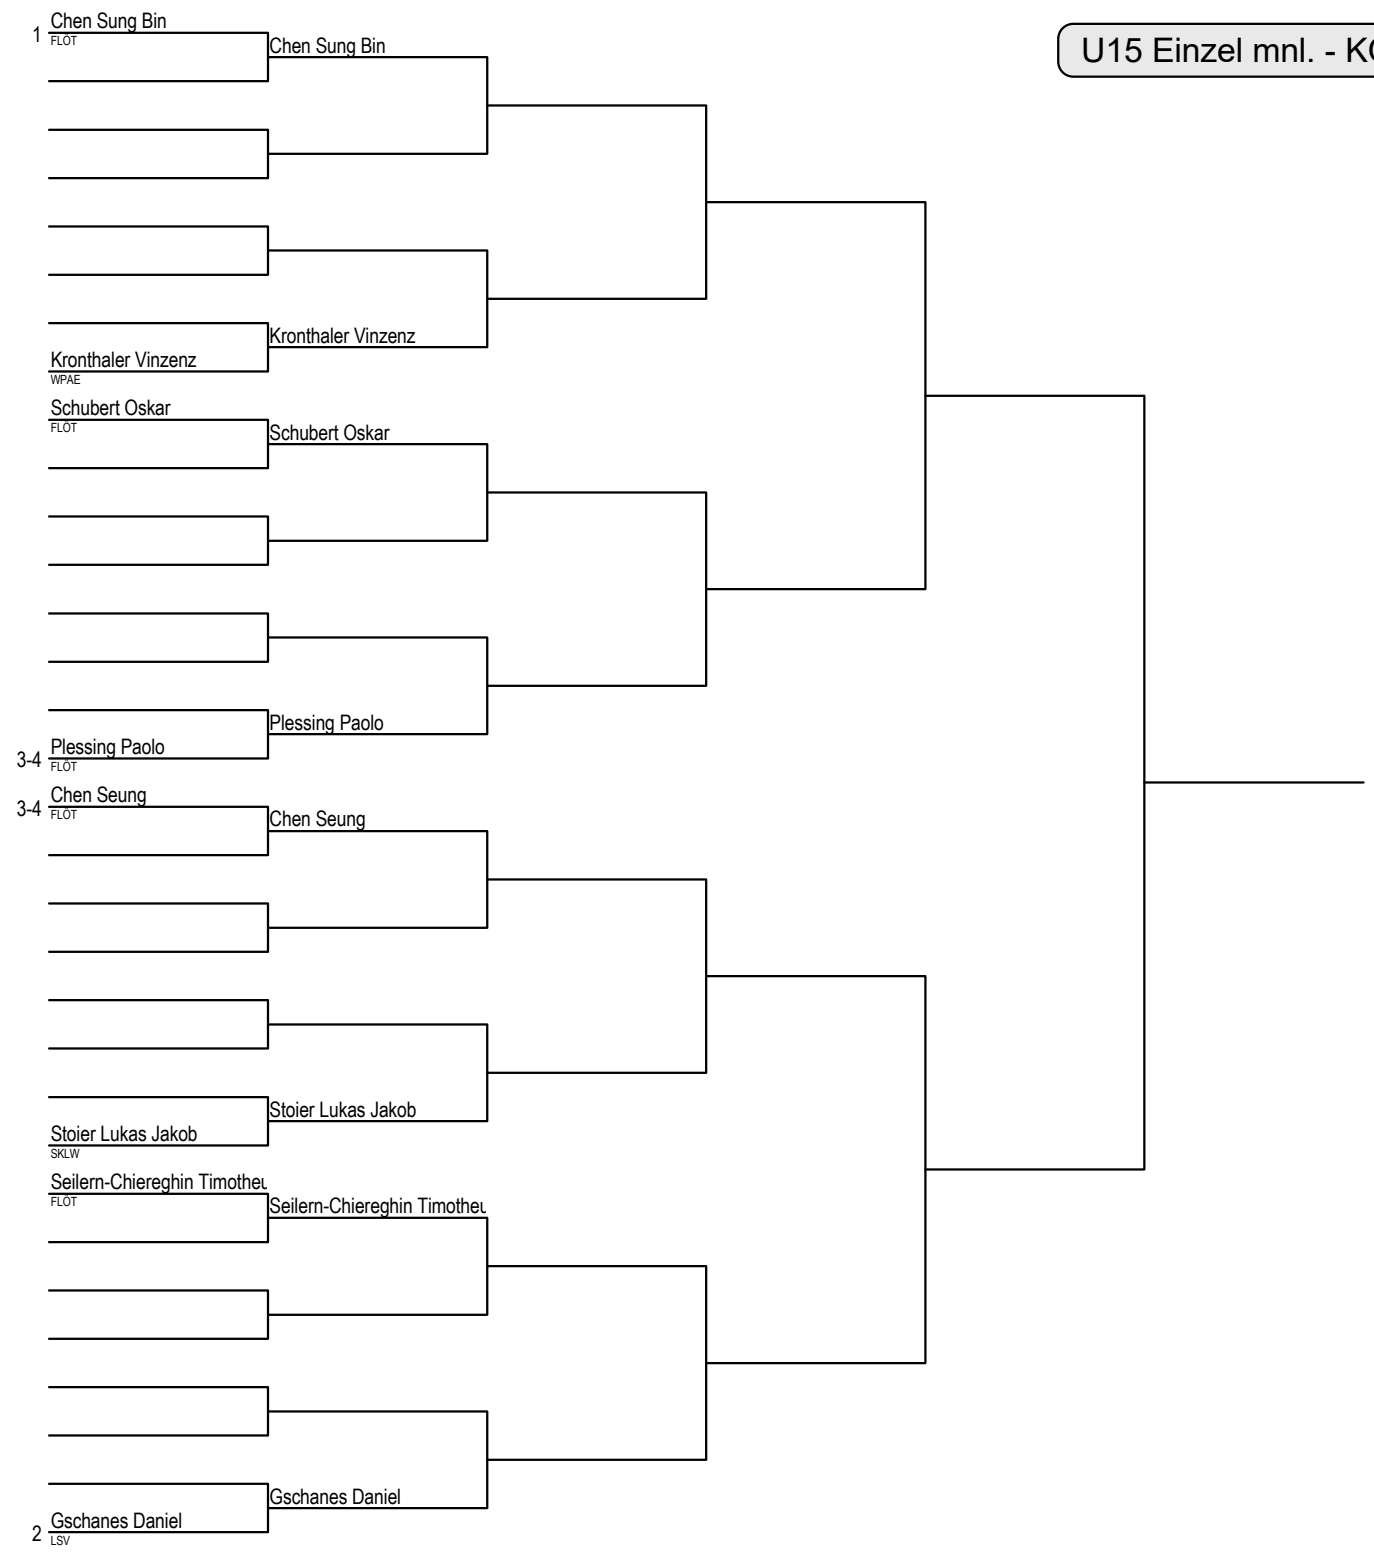 U15 Einzel mnl. - KO
1
Chen Sung Bin
FLÖT
Chen Sung Bin
Kronthaler Vinzenz
Kronthaler Vinzenz
WPAE
Schubert Oskar
FLÖT
Schubert Oskar
Plessing Paolo
3-4
Plessing Paolo
FLÖT
3-4
Chen Seung
FLÖT
Chen Seung
Stoier Lukas Jakob
Stoier Lukas Jakob
SKLW
Seilern-Chiereghin Timotheu
FLÖT
Seilern-Chiereghin Timotheu
Gschanes Daniel
2
Gschanes Daniel
LSV